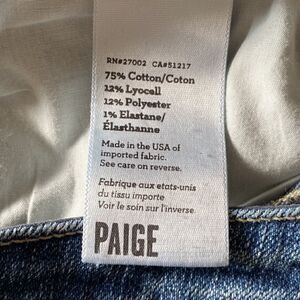 RN#27002 CA#51217
75% Cotton/Coton
12% Lyocell
12% Polyester
1% Elastane/
Élasthanne
Made in the USA of
imported fabric.
See care on reverse.
Fabrique aux etats-unis
du tissu importé
Voir le soin sur l'inverse.
PAIGE